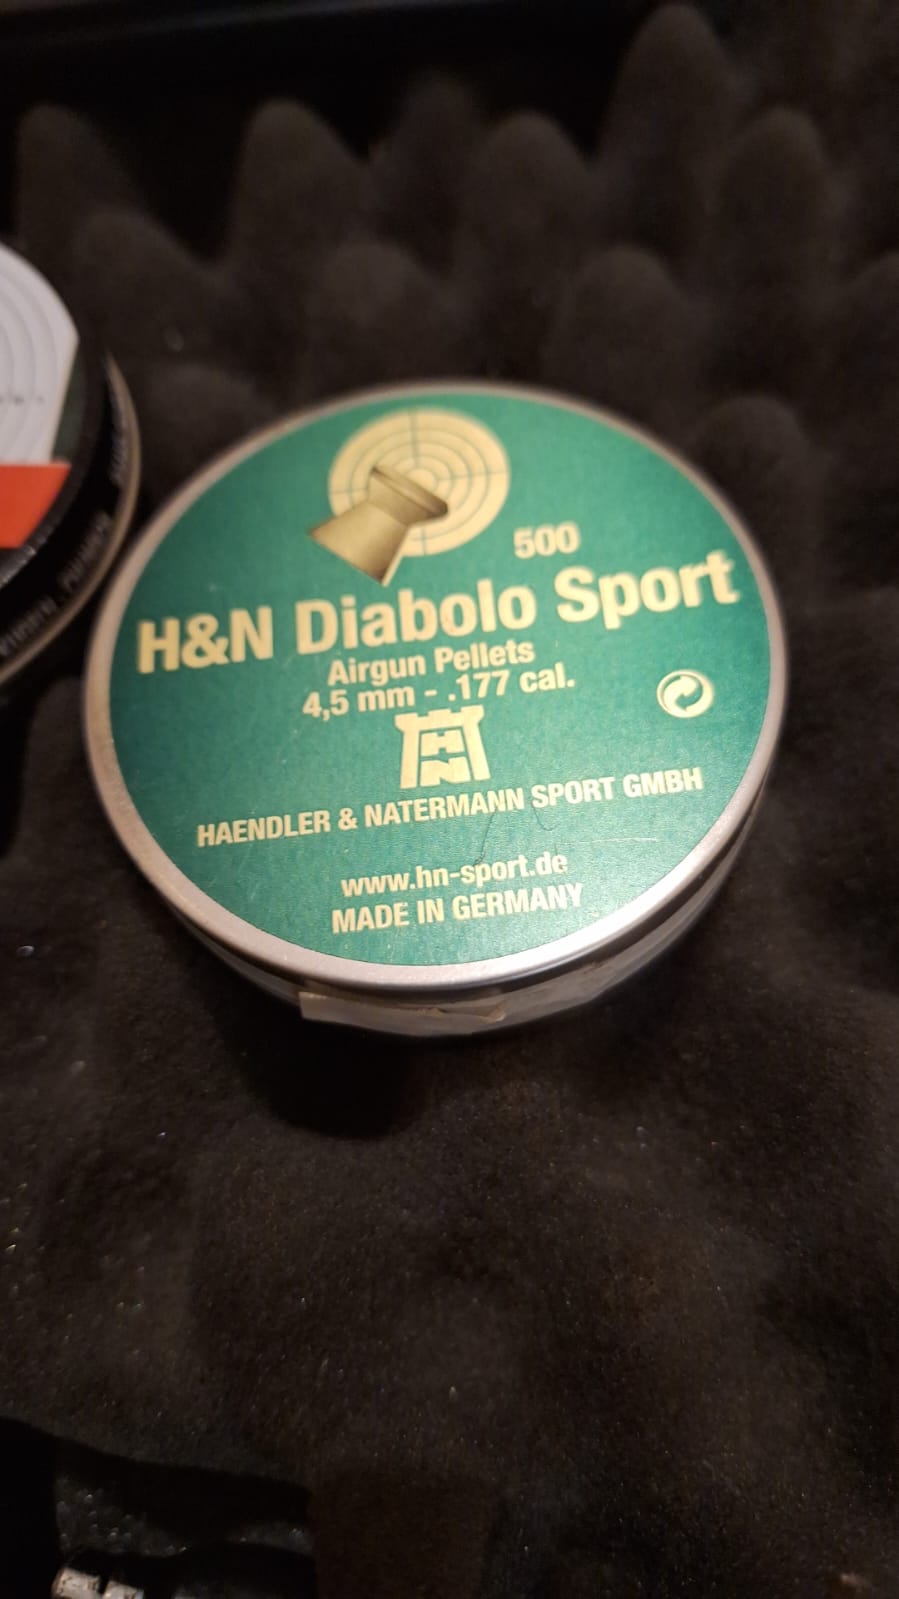 500
H&N Diabolo Sport
Airgun Pellets
4,5 mm - .177 cal.
HN
HAENDLER & NATERMANN SPORT GMBH
www.hn-sport.de
MADE IN GERMANY